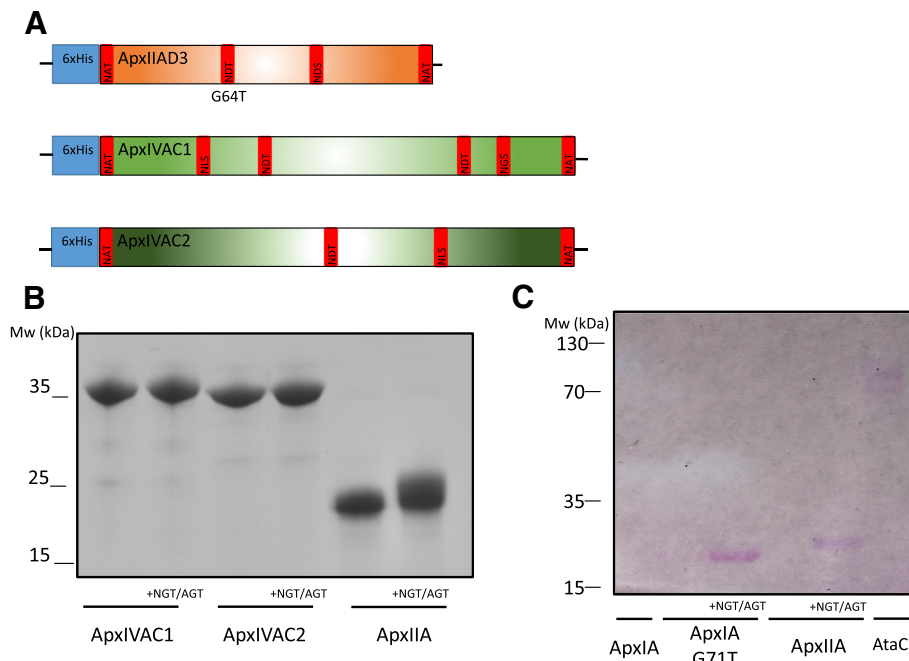 A
6xHis NAT ApxIIAD3 NDT NDS NAT
G64T
6xHis NAT ApxIVAC1 NLS NDT NDT NGS NAT
6xHis NAT ApxIVAC2 NDT NLS NAT
B
Mw (kDa)
35
25
15
+NGT/AGT +NGT/AGT +NGT/AGT
ApxIVAC1 ApxIVAC2 ApxIIA
C
Mw (kDa)
130
70
35
15
+NGT/AGT +NGT/AGT
ApxIA ApxIA G71T ApxIIA AtaC